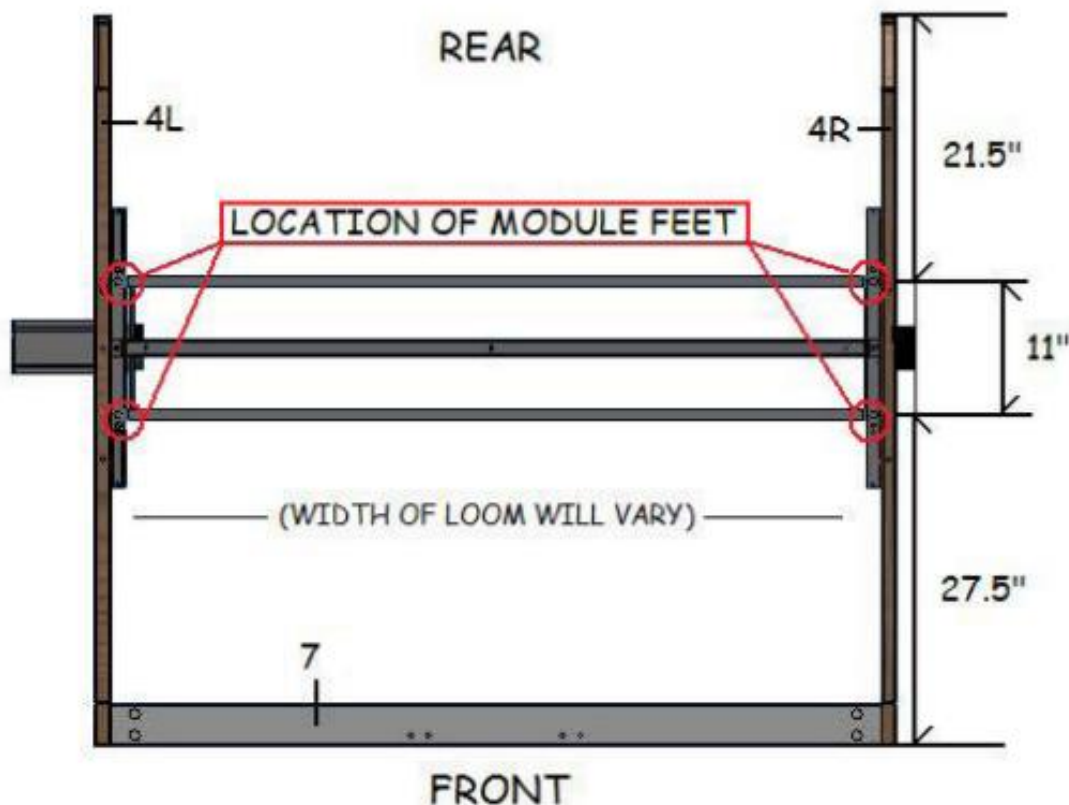 REAR
4L
4R
21.5"
LOCATION OF MODULE FEET
11"
(WIDTH OF LOOM WILL VARY)
27.5"
7
FRONT